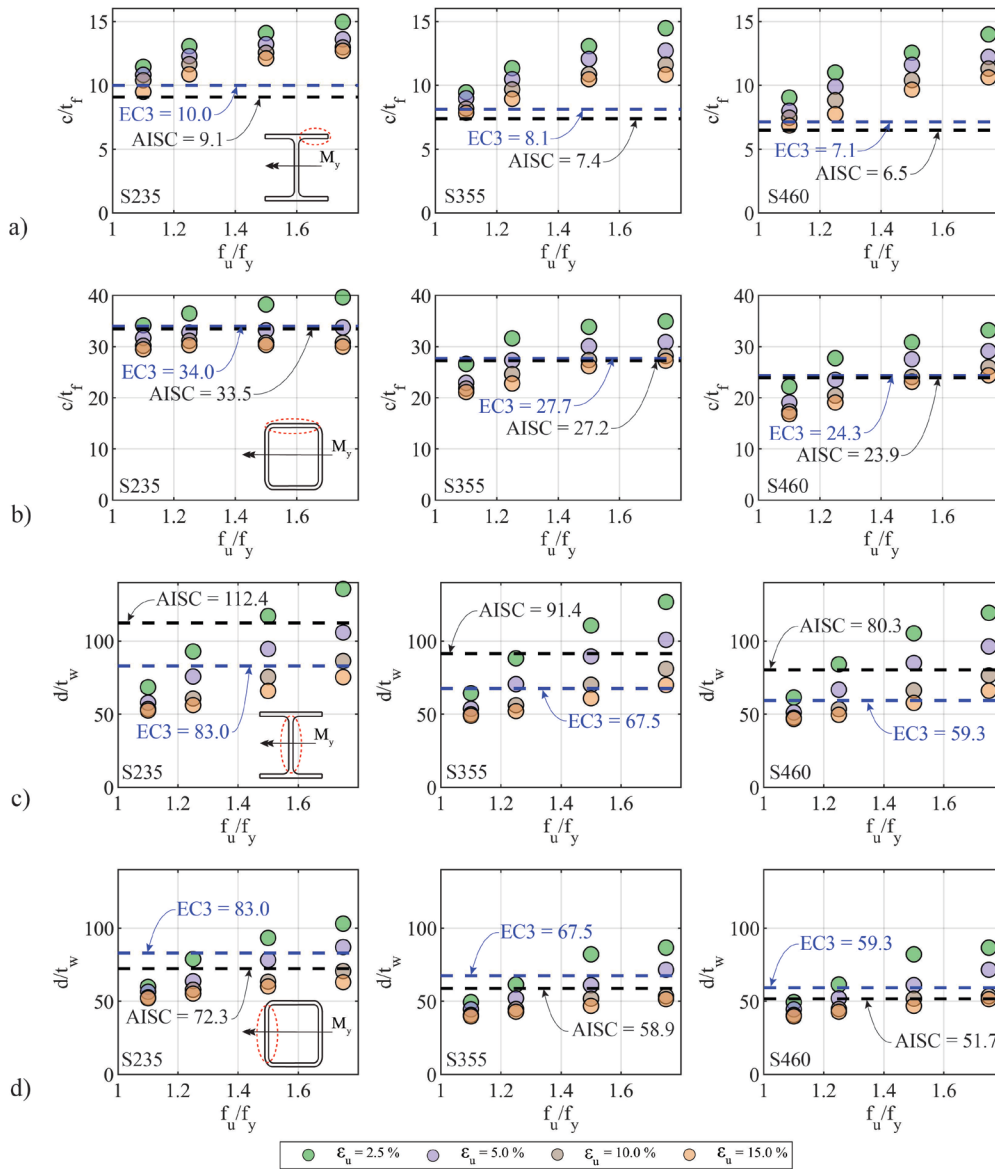 15
10
5
0
c/t_f
EC3 = 10.0
AISC = 9.1
M_y
S235
1 1.2 1.4 1.6
f_u/f_y
15
10
5
0
c/t_f
EC3 = 8.1
AISC = 7.4
S355
1 1.2 1.4 1.6
f_u/f_y
15
10
5
0
c/t_f
EC3 = 7.1
AISC = 6.5
S460
1 1.2 1.4 1.6
f_u/f_y
a)
40
30
20
10
0
c/t_f
EC3 = 34.0
AISC = 33.5
M_y
S235
1 1.2 1.4 1.6
f_u/f_y
40
30
20
10
0
c/t_f
EC3 = 27.7
AISC = 27.2
S355
1 1.2 1.4 1.6
f_u/f_y
40
30
20
10
0
c/t_f
EC3 = 24.3
AISC = 23.9
S460
1 1.2 1.4 1.6
f_u/f_y
b)
100
50
0
d/t_w
AISC = 112.4
EC3 = 83.0
M_y
S235
1 1.2 1.4 1.6
f_u/f_y
100
50
0
d/t_w
AISC = 91.4
EC3 = 67.5
S355
1 1.2 1.4 1.6
f_u/f_y
100
50
0
d/t_w
AISC = 80.3
EC3 = 59.3
S460
1 1.2 1.4 1.6
f_u/f_y
c)
100
50
0
d/t_w
EC3 = 83.0
AISC = 72.3
M_y
S235
1 1.2 1.4 1.6
f_u/f_y
100
50
0
d/t_w
EC3 = 67.5
AISC = 58.9
S355
1 1.2 1.4 1.6
f_u/f_y
100
50
0
d/t_w
EC3 = 59.3
AISC = 51.7
S460
1 1.2 1.4 1.6
f_u/f_y
d)
ε_u = 2.5 % ε_u = 5.0 % ε_u = 10.0 % ε_u = 15.0 %